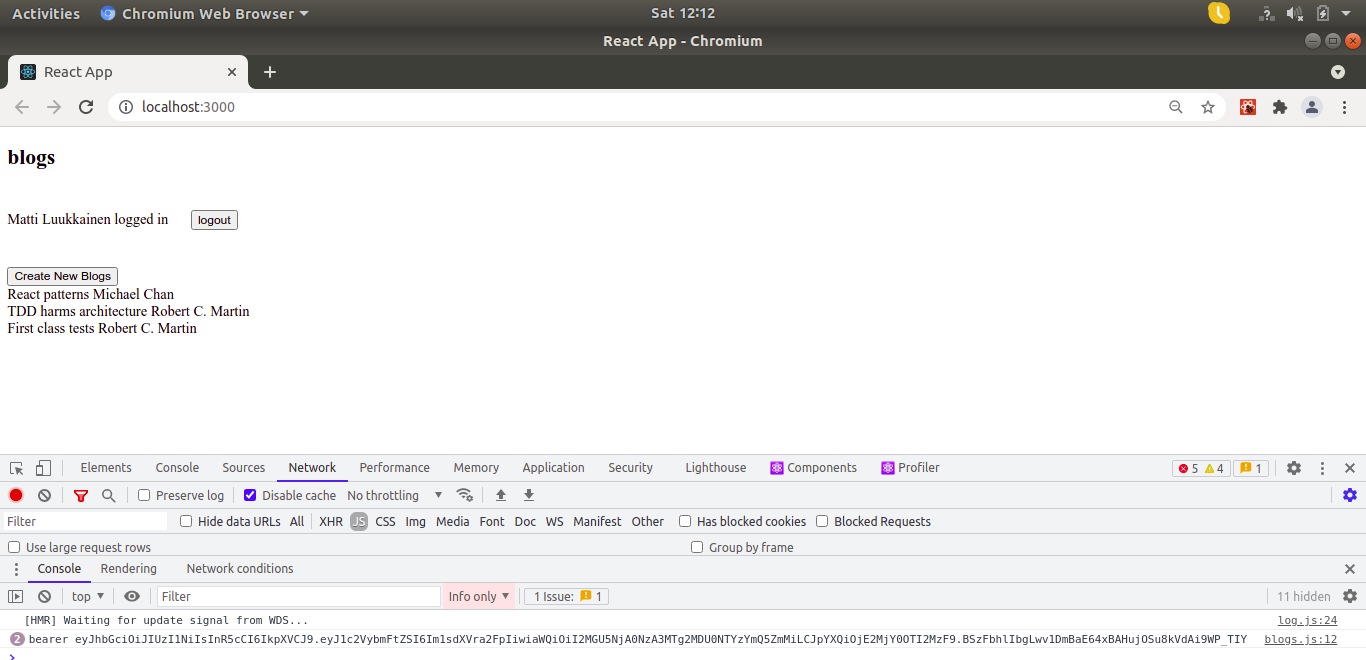 Activities Chromium Web Browser Sat 12:12
React App - Chromium
React App
localhost:3000
blogs
Matti Luukkainen logged in logout
Create New Blogs
React patterns Michael Chan
TDD harms architecture Robert C. Martin
First class tests Robert C. Martin
Elements Console Sources Network Performance Memory Application Security Lighthouse Components Profiler 5 4 1
Preserve log Disable cache No throttling
Filter Hide data URLs All XHR JS CSS Img Media Font Doc WS Manifest Other Has blocked cookies Blocked Requests
Use large request rows Group by frame
Console Rendering Network conditions
top Filter Info only 1 Issue: 1 11 hidden
[HMR] Waiting for update signal from WDS... log.js:24
2 bearer eyJhbGciOiJIUzI1NiIsInR5cCI6IkpXVCJ9.eyJ1c2VybmFtZSI6Im1sdXVra2FpIiwiaWQiOiI2MGU5NjA0NzA3MTg2MDU0NTYzYmQ5ZmMiLCJpYXQiOjE2MjY0OTI2MzF9.BSzFbhlIbgLwv1DmBaE64xBAHujOSu8kVdAi9WP_TIY blogs.js:12